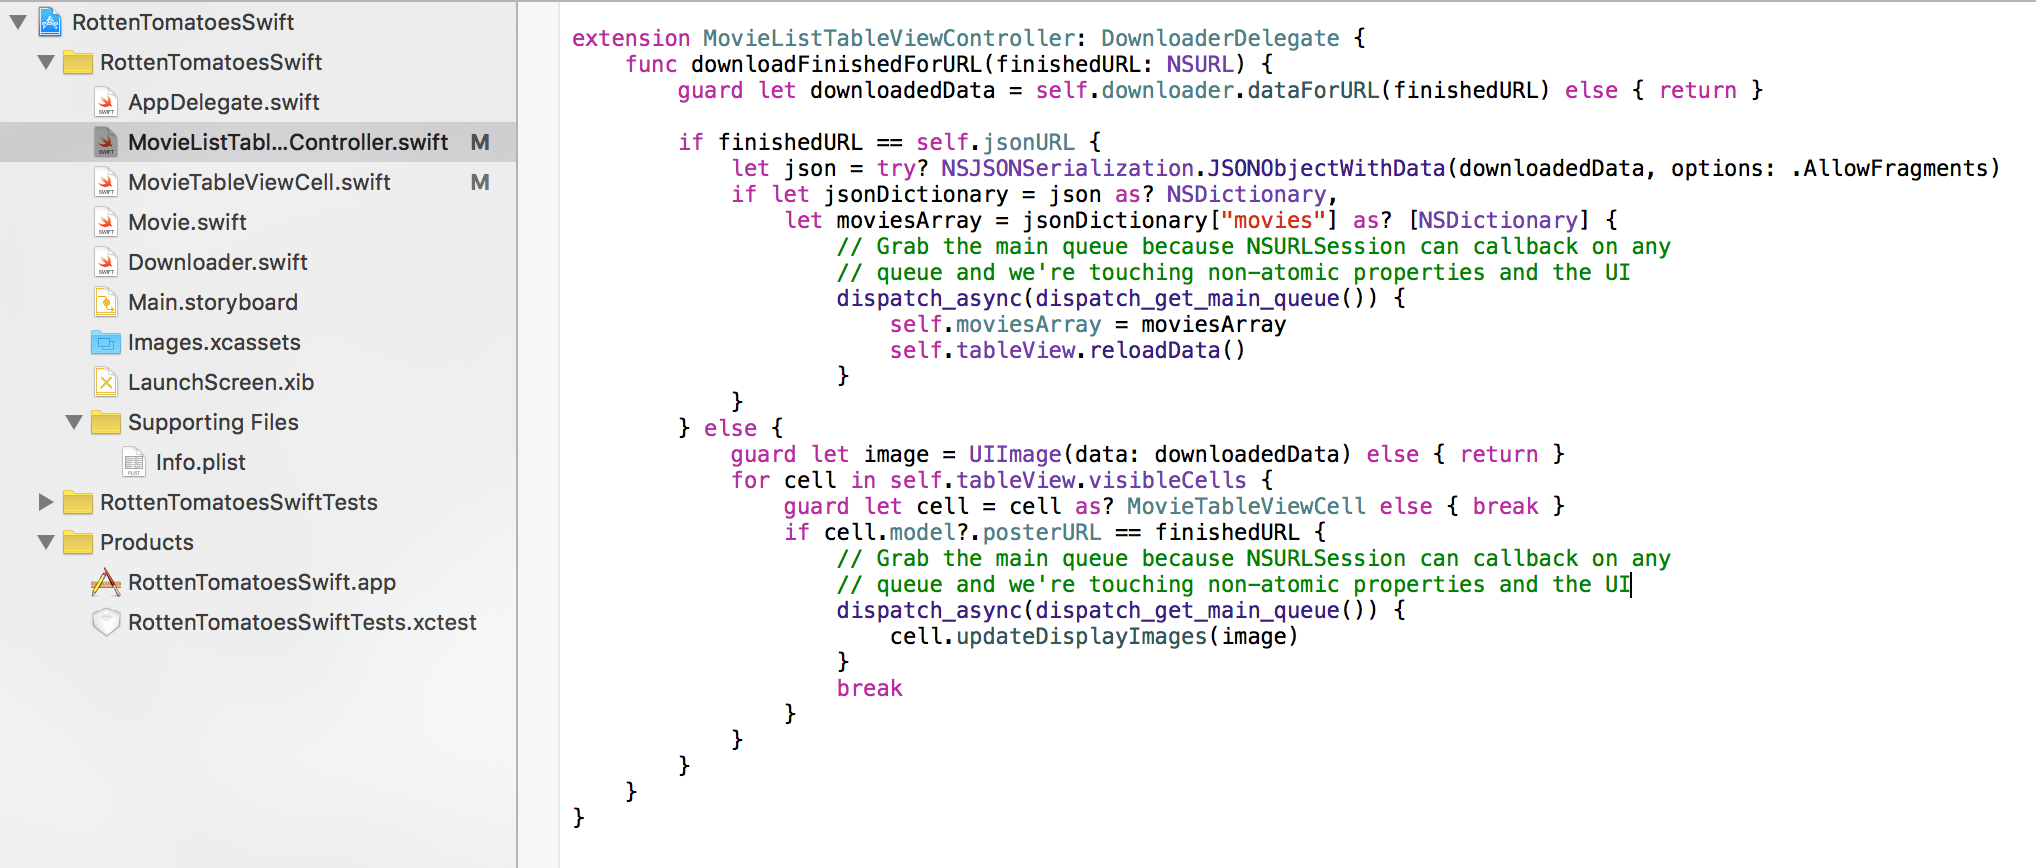 RottenTomatoesSwift
RottenTomatoesSwift
AppDelegate.swift
MovieListTabl...Controller.swift M
MovieTableViewCell.swift M
Movie.swift
Downloader.swift
Main.storyboard
Images.xcassets
LaunchScreen.xib
Supporting Files
Info.plist
RottenTomatoesSwiftTests
Products
RottenTomatoesSwift.app
RottenTomatoesSwiftTests.xctest
extension MovieListTableViewController: DownloaderDelegate {
    func downloadFinishedForURL(finishedURL: NSURL) {
        guard let downloadedData = self.downloader.dataForURL(finishedURL) else { return }

        if finishedURL == self.jsonURL {
            let json = try? NSJSONSerialization.JSONObjectWithData(downloadedData, options: .AllowFragments)
            if let jsonDictionary = json as? NSDictionary,
                let moviesArray = jsonDictionary["movies"] as? [NSDictionary] {
                    // Grab the main queue because NSURLSession can callback on any
                    // queue and we're touching non-atomic properties and the UI
                    dispatch_async(dispatch_get_main_queue()) {
                        self.moviesArray = moviesArray
                        self.tableView.reloadData()
                    }
            }
        } else {
            guard let image = UIImage(data: downloadedData) else { return }
            for cell in self.tableView.visibleCells {
                guard let cell = cell as? MovieTableViewCell else { break }
                if cell.model?.posterURL == finishedURL {
                    // Grab the main queue because NSURLSession can callback on any
                    // queue and we're touching non-atomic properties and the UI
                    dispatch_async(dispatch_get_main_queue()) {
                        cell.updateDisplayImages(image)
                    }
                    break
                }
            }
        }
    }
}